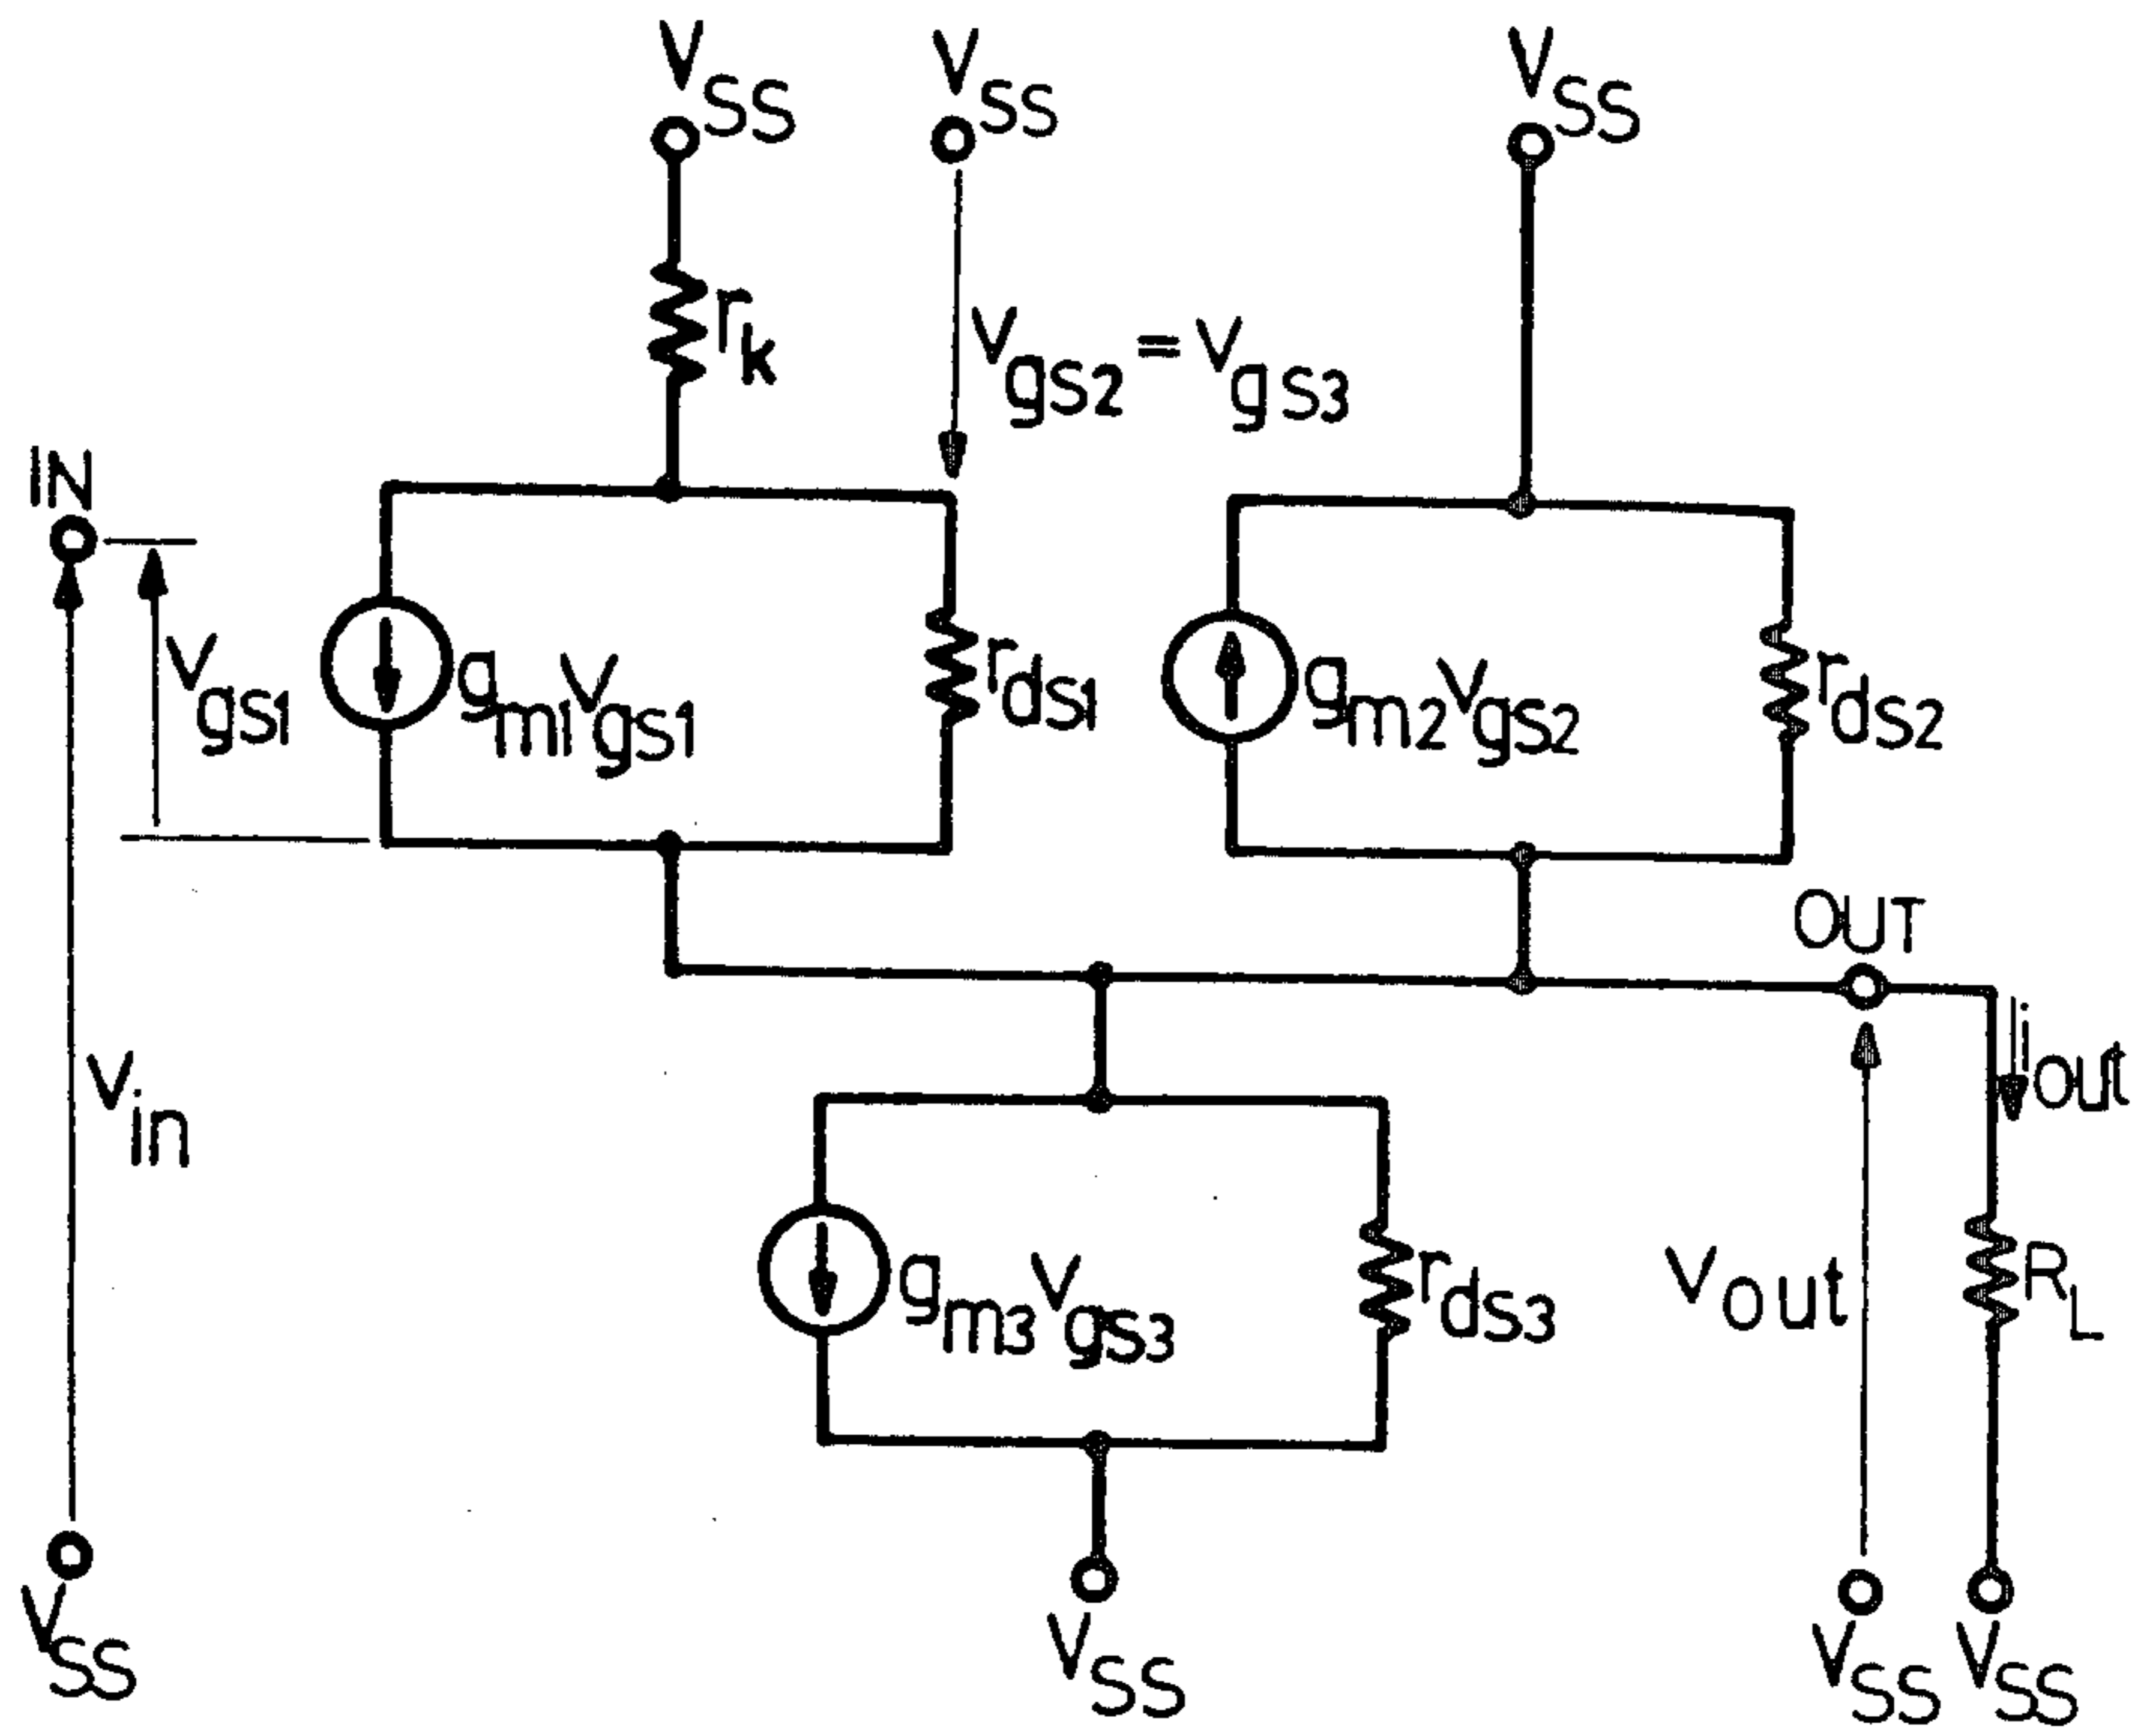 VSS
VSS
VSS
rk
vgs2=vgs3
IN
vgs1
gm1vgs1
rds1
gm2vgs2
rds2
OUT
iout
vin
gm3vgs3
rds3
vout
RL
VSS
VSS
VSS
VSS